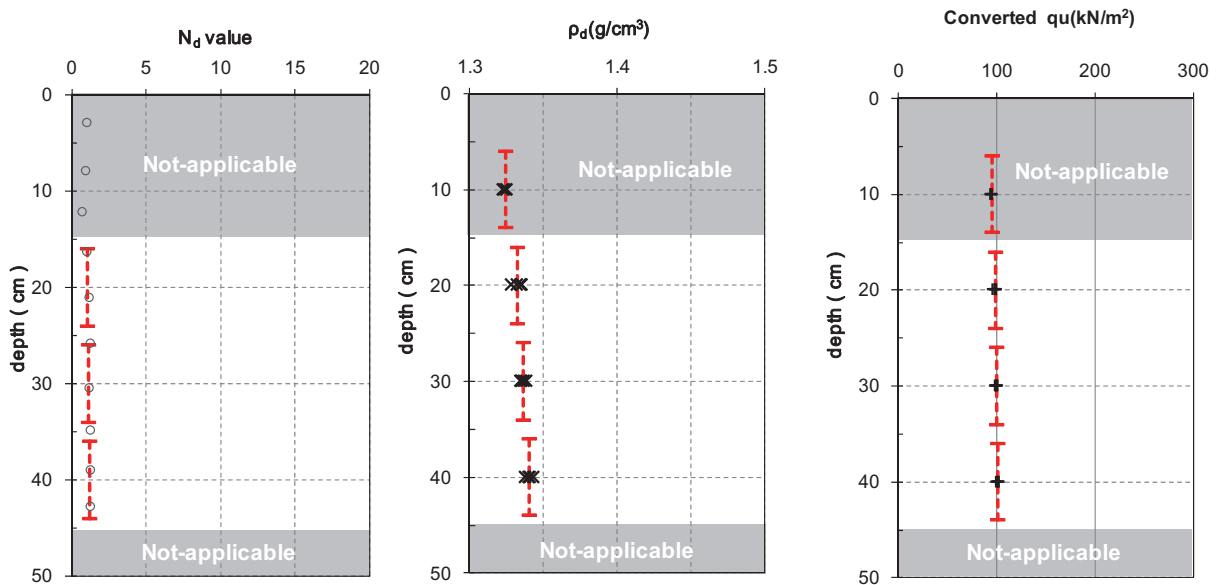 N_d value
0 5 10 15 20
0
10
20
30
40
50
depth ( cm )
Not-applicable
Not-applicable
ρ_d(g/cm³)
1.3 1.4 1.5
0
10
20
30
40
50
depth ( cm )
Not-applicable
Not-applicable
Converted qu(kN/m²)
0 100 200 300
0
10
20
30
40
50
depth ( cm )
Not-applicable
Not-applicable